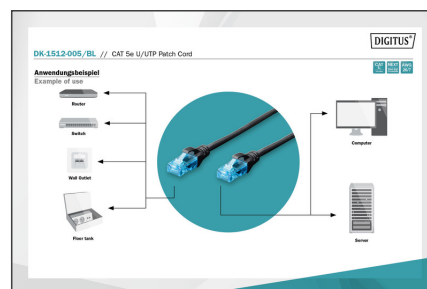 DIGITUS®
DK-1512-005/BL // CAT 5e U/UTP Patch Cord
Anwendungsbeispiel
Example of use
Router
Switch
Wall Outlet
Floor tank
Computer
Server